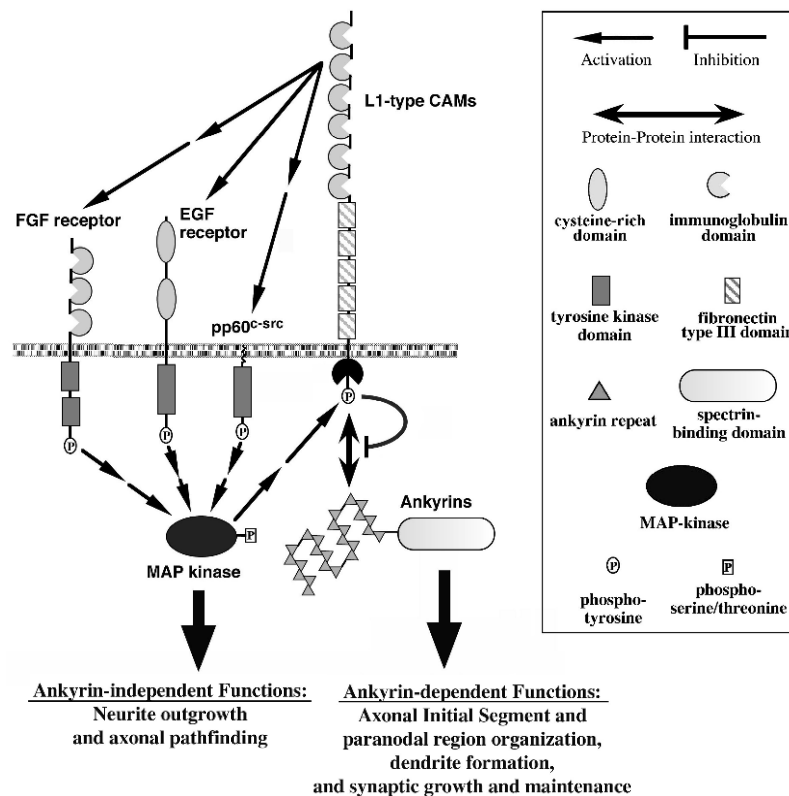 L1-type CAMs
FGF receptor
EGF
receptor
pp60c-src
P
P
P
P
MAP kinase
P
Ankyrins
Ankyrin-independent Functions:
Neurite outgrowth
and axonal pathfinding
Ankyrin-dependent Functions:
Axonal Initial Segment and
paranodal region organization,
dendrite formation,
and synaptic growth and maintenance
Activation
Inhibition
Protein-Protein interaction
cysteine-rich
domain
immunoglobulin
domain
tyrosine kinase
domain
fibronectin
type III domain
ankyrin repeat
spectrin-
binding domain
MAP-kinase
P
phospho-
tyrosine
P
phospho-
serine/threonine